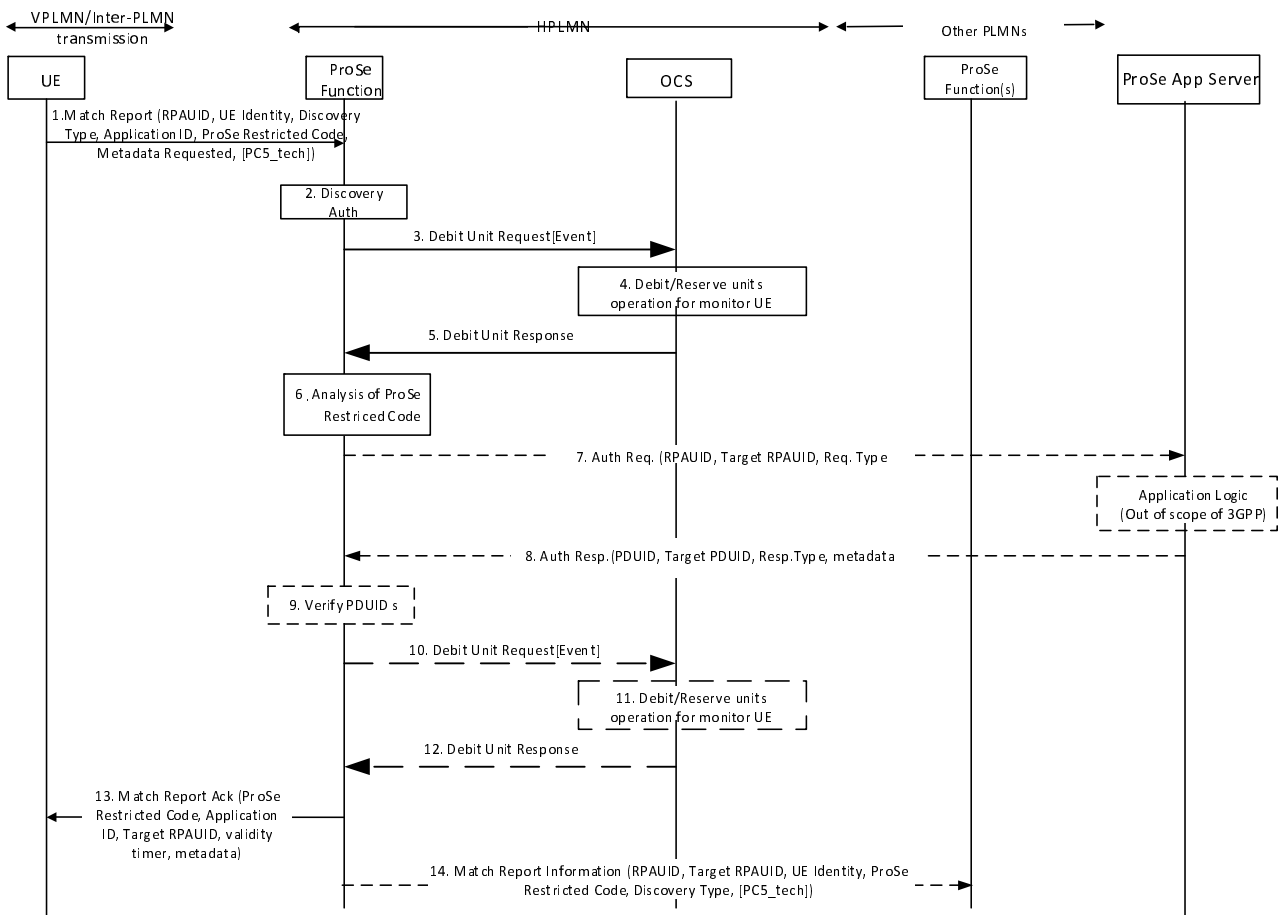 VPLMN/Inter-PLMN
transmission
HPLMN
Other PLMNs
UE
ProSe
Function
OCS
ProSe
Function(s)
ProSe App Server
1.Match Report (RPAUID, UE Identity, Discovery
Type, Application ID, ProSe Restricted Code,
Metadata Requested, [PC5_tech])
2. Discovery
Auth
3. Debit Unit Request[Event]
4. Debit/Reserve units
operation for monitor UE
5. Debit Unit Response
6. Analysis of ProSe
Restriced Code
7. Auth Req. (RPAUID, Target RPAUID, Req. Type
Application Logic
(Out of scope of 3GPP)
8. Auth Resp.(PDUID, Target PDUID, Resp.Type, metadata
9. Verify PDUIDs
10. Debit Unit Request[Event]
11. Debit/Reserve units
operation for monitor UE
12. Debit Unit Response
13. Match Report Ack (ProSe
Restricted Code, Application
ID, Target RPAUID, validity
timer, metadata)
14. Match Report Information (RPAUID, Target RPAUID, UE Identity, ProSe
Restricted Code, Discovery Type, [PC5_tech])